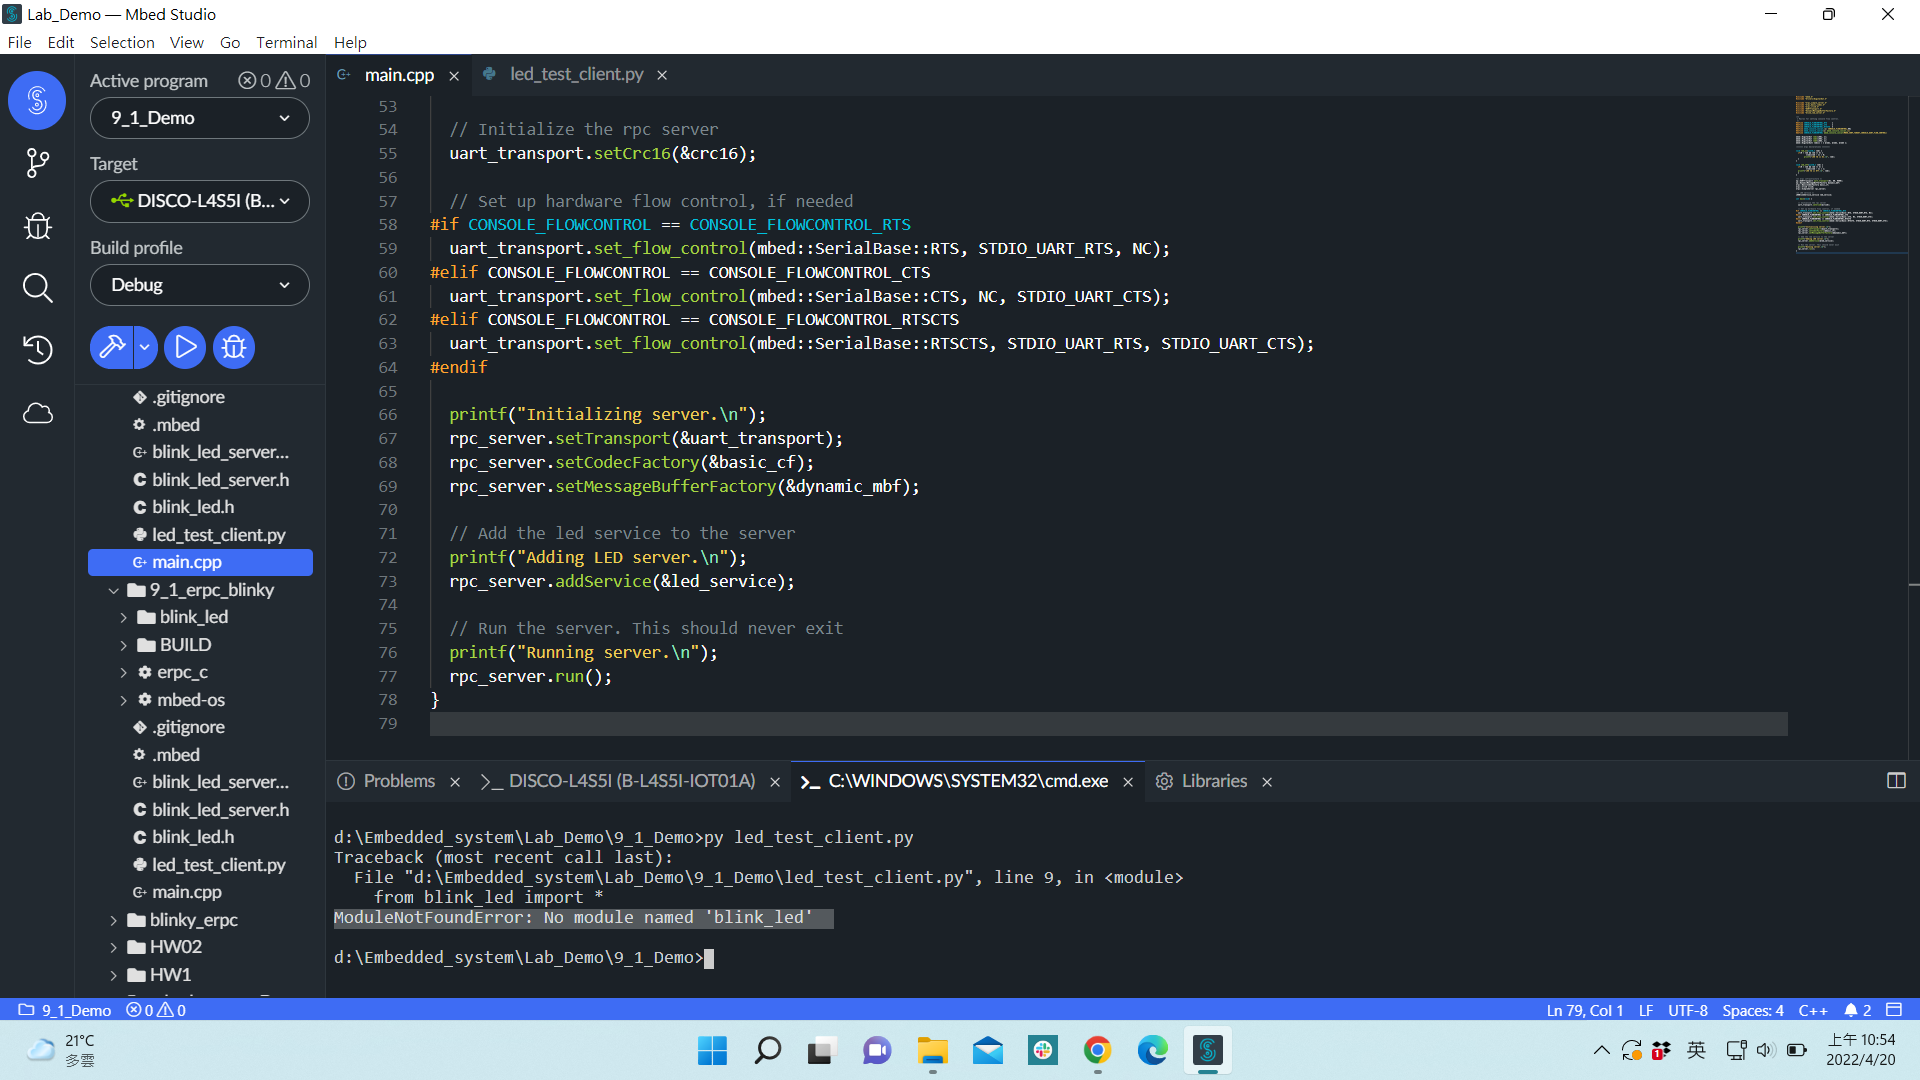 Lab_Demo — Mbed Studio
File Edit Selection View Go Terminal Help
Active program 0 0
9_1_Demo
Target
DISCO-L4S5I (B...
Build profile
Debug
.gitignore
.mbed
blink_led_server...
blink_led_server.h
blink_led.h
led_test_client.py
main.cpp
9_1_erpc_blinky
blink_led
BUILD
erpc_c
mbed-os
.gitignore
.mbed
blink_led_server...
blink_led_server.h
blink_led.h
led_test_client.py
main.cpp
blinky_erpc
HW02
HW1
main.cpp led_test_client.py
53
54 // Initialize the rpc server
55 uart_transport.setCrc16(&crc16);
56
57 // Set up hardware flow control, if needed
58 #if CONSOLE_FLOWCONTROL == CONSOLE_FLOWCONTROL_RTS
59 uart_transport.set_flow_control(mbed::SerialBase::RTS, STDIO_UART_RTS, NC);
60 #elif CONSOLE_FLOWCONTROL == CONSOLE_FLOWCONTROL_CTS
61 uart_transport.set_flow_control(mbed::SerialBase::CTS, NC, STDIO_UART_CTS);
62 #elif CONSOLE_FLOWCONTROL == CONSOLE_FLOWCONTROL_RTSCTS
63 uart_transport.set_flow_control(mbed::SerialBase::RTSCTS, STDIO_UART_RTS, STDIO_UART_CTS);
64 #endif
65
66 printf("Initializing server.\n");
67 rpc_server.setTransport(&uart_transport);
68 rpc_server.setCodecFactory(&basic_cf);
69 rpc_server.setMessageBufferFactory(&dynamic_mbf);
70
71 // Add the led service to the server
72 printf("Adding LED server.\n");
73 rpc_server.addService(&led_service);
74
75 // Run the server. This should never exit
76 printf("Running server.\n");
77 rpc_server.run();
78 }
79
Problems DISCO-L4S5I (B-L4S5I-IOT01A) C:\WINDOWS\SYSTEM32\cmd.exe Libraries
d:\Embedded_system\Lab_Demo\9_1_Demo>py led_test_client.py
Traceback (most recent call last):
File "d:\Embedded_system\Lab_Demo\9_1_Demo\led_test_client.py", line 9, in <module>
from blink_led import *
ModuleNotFoundError: No module named 'blink_led'
d:\Embedded_system\Lab_Demo\9_1_Demo>
9_1_Demo 0 0 Ln 79, Col 1 LF UTF-8 Spaces: 4 C++ 2
21°C
多雲
1 英
上午 10:54
2022/4/20